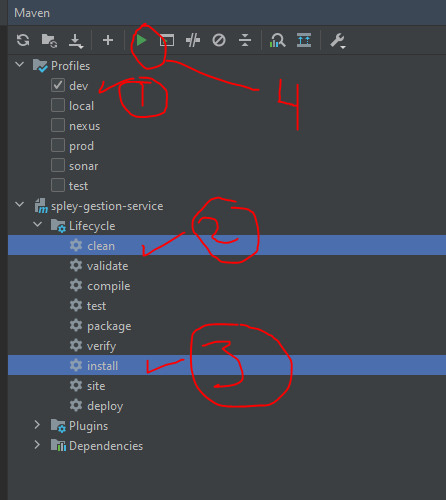 Maven
Profiles
dev
1
4
local
nexus
prod
sonar
test
spley-gestion-service
Lifecycle
2
clean
validate
compile
test
package
verify
3
install
site
deploy
Plugins
Dependencies